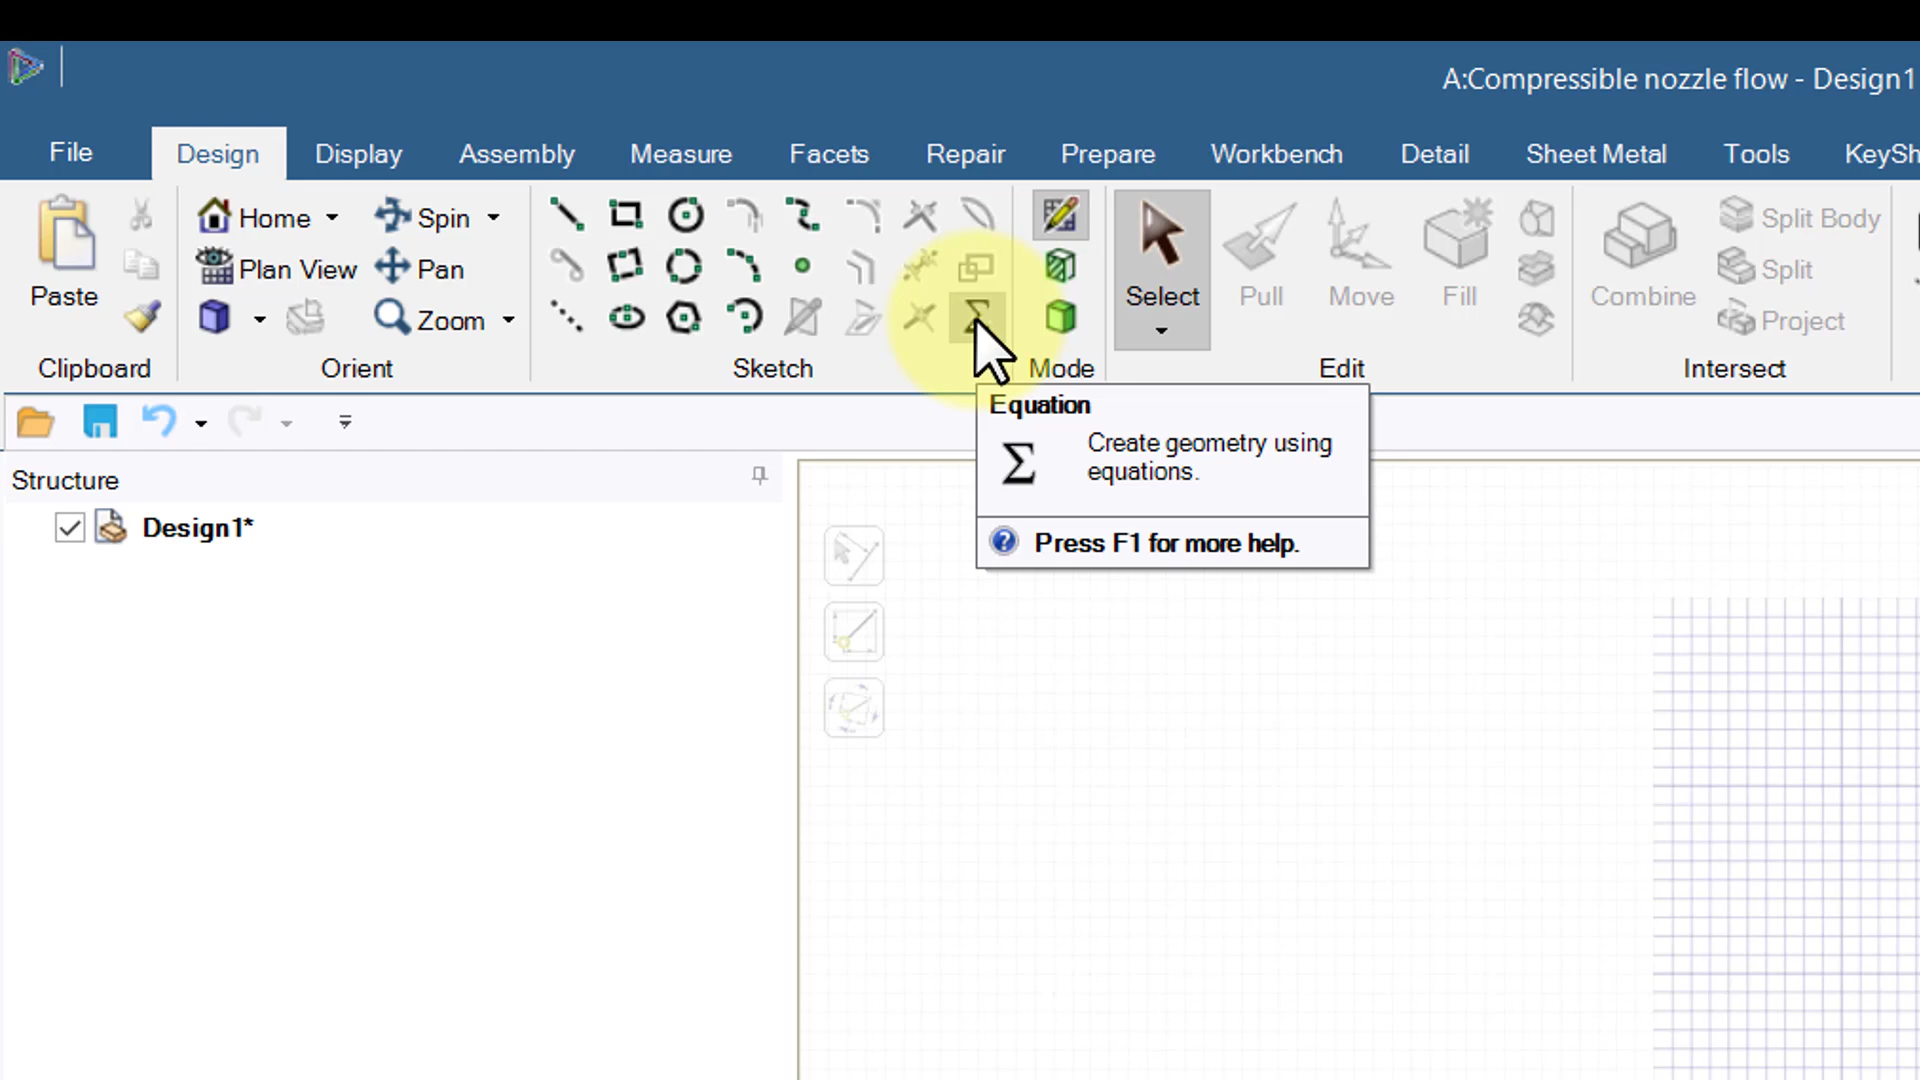 A:Compressible nozzle flow - Design1
File Design Display Assembly Measure Facets Repair Prepare Workbench Detail Sheet Metal Tools KeySh
Paste
Home Spin
Plan View Pan
Zoom
Select Pull Move Fill
Combine
Split Body
Split
Project
Clipboard Orient Sketch Mode Edit Intersect
Equation
Σ Create geometry using
equations.
Press F1 for more help.
Structure
Design1*